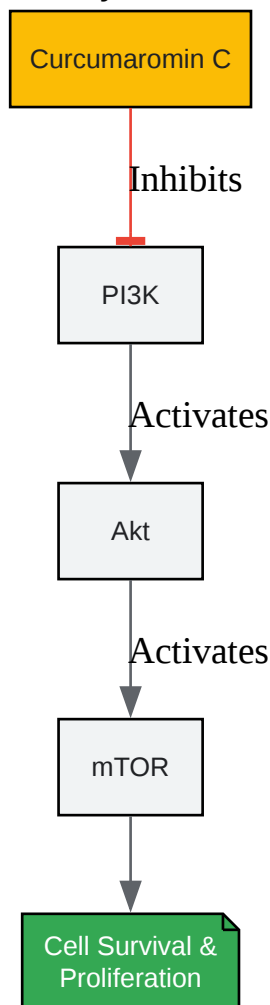 Curcumaromin C
Inhibits
PI3K
Activates
Akt
Activates
mTOR
Cell Survival &
Proliferation